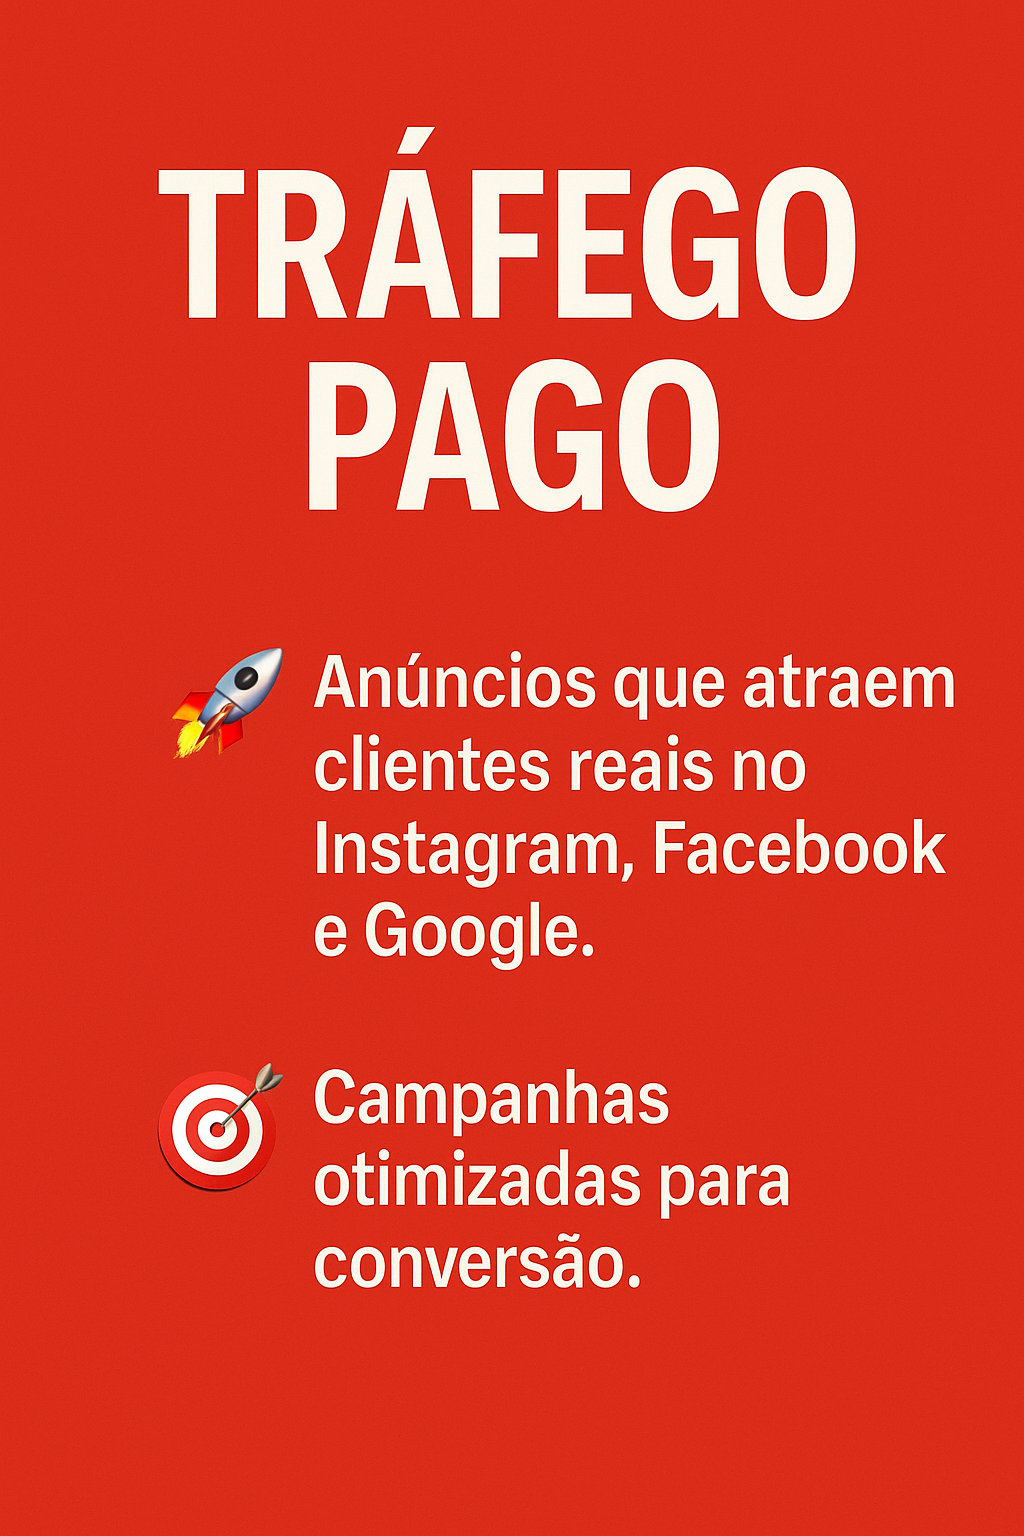 TRÁFEGO
PAGO
Anúncios que atraem
clientes reais no
Instagram, Facebook
e Google.
Campanhas
otimizadas para
conversão.